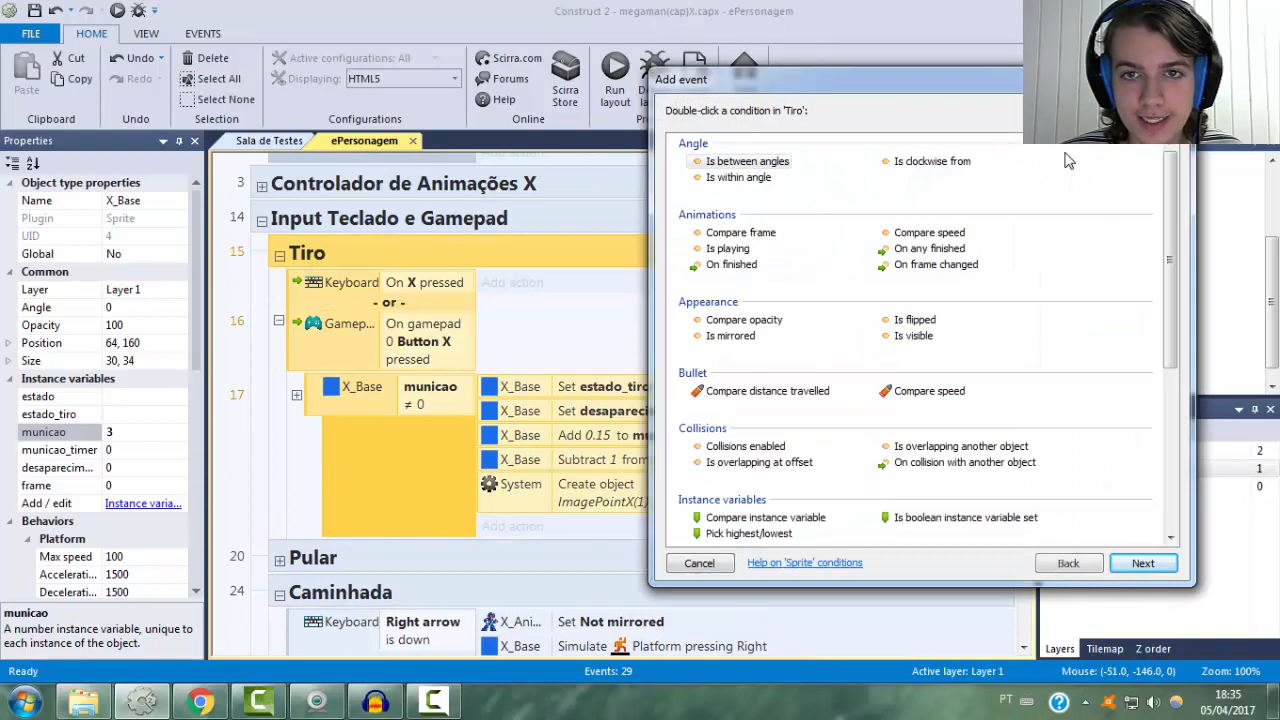 Construct 2 - megaman(cap)X.capx - ePersonagem
FILE HOME VIEW EVENTS
Paste
Cut
Copy
Clipboard
Undo
Redo
Undo
Delete
Select All
Select None
Selection
Active configurations: All
Displaying: HTML5
Configurations
Scirra.com
Forums
Help
Scirra Store
Online
Run layout
Properties
Object type properties
Name X_Base
Plugin Sprite
UID 4
Global No
Common
Layer Layer 1
Angle 0
Opacity 100
Position 64, 160
Size 30, 34
Instance variables
estado
estado_tiro
municao 3
municao_timer 0
desaparecim... 0
frame 0
Add / edit Instance varia...
Behaviors
Platform
Max speed 100
Accelerati... 1500
Decelerati... 1500
municao
A number instance variable, unique to each instance of the object.
Sala de Testes ePersonagem
3 Controlador de Animações X
14 Input Teclado e Gamepad
15 Tiro
16
Keyboard On X pressed Add action
- or -
Gamep... On gamepad 0 Button X pressed
17 X_Base municao ≠ 0
X_Base Set estado_tiro
X_Base Set desaparecim
X_Base Add 0.15 to mu
X_Base Subtract 1 from
System Create object
ImagePointX(1)
Add action
20 Pular
24 Caminhada
Keyboard Right arrow is down
X_Ani... Set Not mirrored
X_Base Simulate Platform pressing Right
Add event
Double-click a condition in 'Tiro':
Angle
Is between angles Is clockwise from
Is within angle
Animations
Compare frame Compare speed
Is playing On any finished
On finished On frame changed
Appearance
Compare opacity Is flipped
Is mirrored Is visible
Bullet
Compare distance travelled Compare speed
Collisions
Collisions enabled Is overlapping another object
Is overlapping at offset On collision with another object
Instance variables
Compare instance variable Is boolean instance variable set
Pick highest/lowest
Cancel Help on 'Sprite' conditions Back Next
2
1
0
Layers Tilemap Z order
Ready Events: 29 Active layer: Layer 1 Mouse: (-51.0, -146.0, 0) Zoom: 100%
PT
18:35
05/04/2017